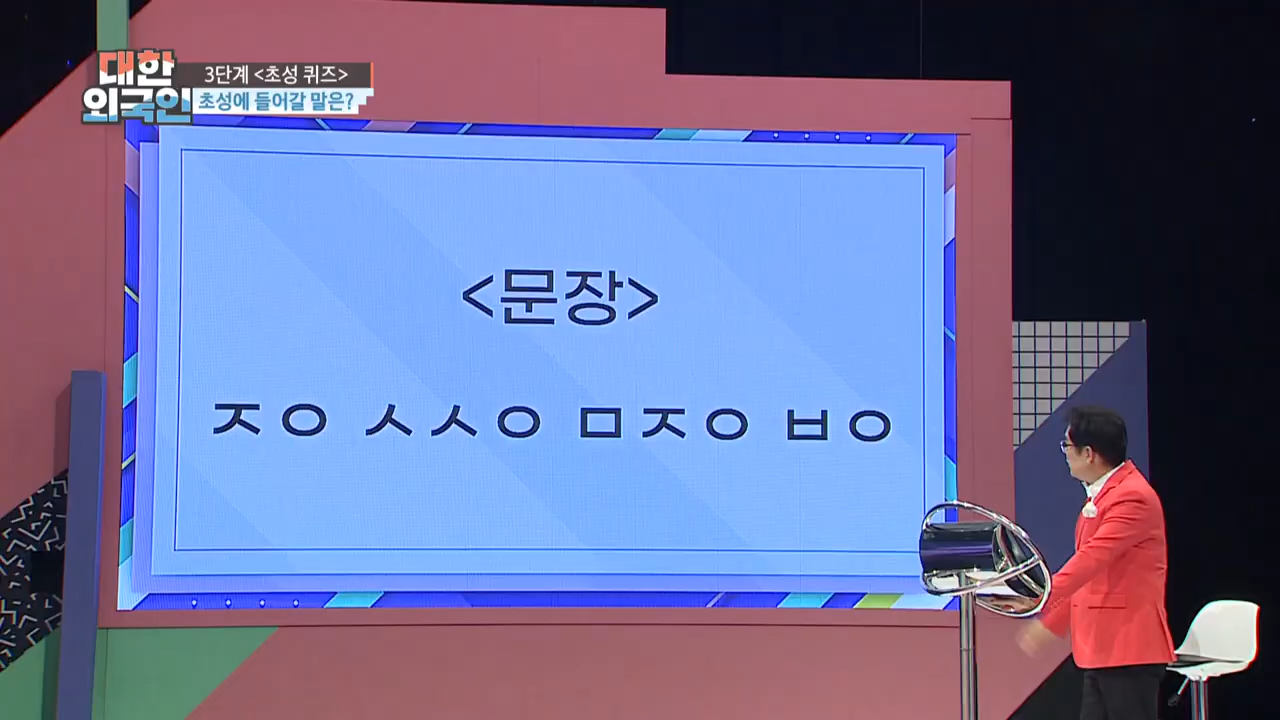 대한
외국인
3단계 <초성 퀴즈>
초성에 들어갈 말은?
<문장>
ㅈㅇ ㅅㅅㅇ ㅁㅈㅇ ㅂㅇ